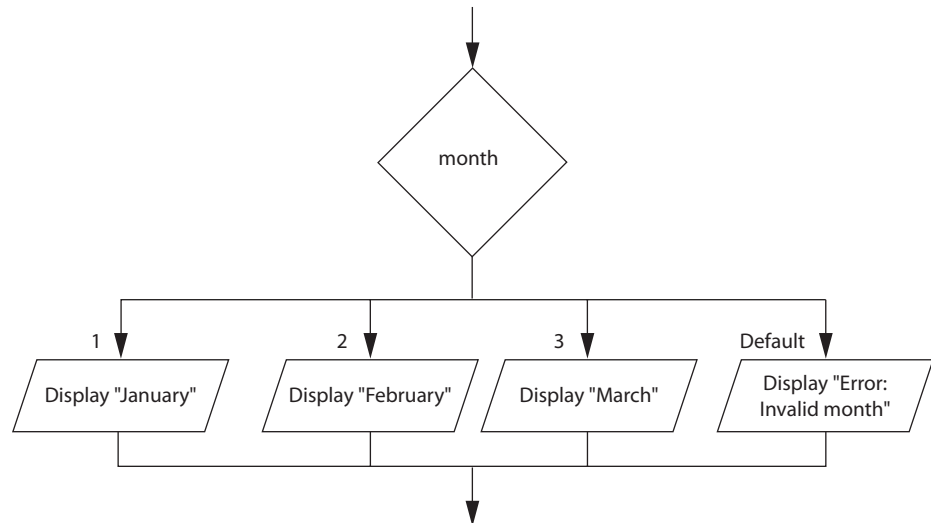 month
1
2
3
Default
Display "January"
Display "February"
Display "March"
Display "Error:
Invalid month"